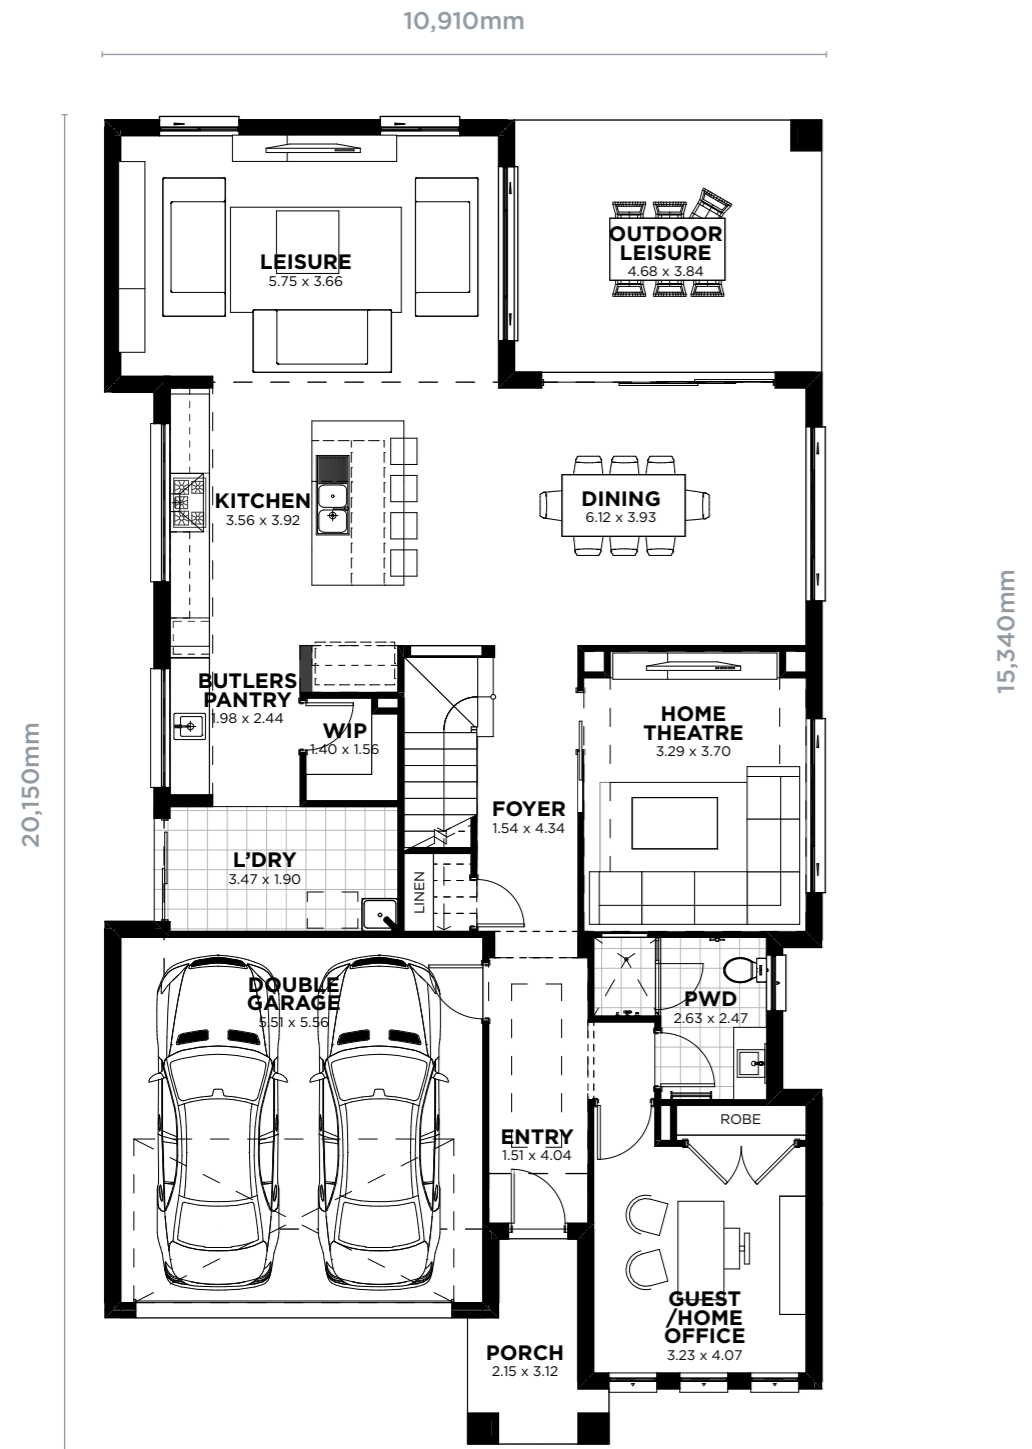 10,910mm
LEISURE
5.75 x 3.66
OUTDOOR
LEISURE
4.68 x 3.84
KITCHEN
3.56 x 3.92
DINING
6.12 x 3.93
15,340mm
20,150mm
BUTLERS
PANTRY
1.98 x 2.44
WIP
1.40 x 1.56
HOME
THEATRE
3.29 x 3.70
FOYER
1.54 x 4.34
L'DRY
3.47 x 1.90
LINEN
DOUBLE
GARAGE
5.51 x 5.56
PWD
2.63 x 2.47
ENTRY
1.51 x 4.04
ROBE
GUEST
/HOME
OFFICE
3.23 x 4.07
PORCH
2.15 x 3.12